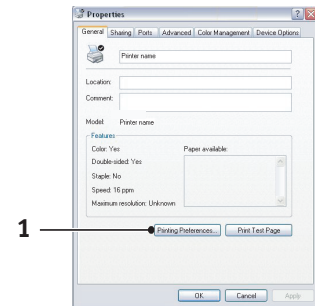 Properties
General Sharing Ports Advanced Color Management Device Options
Printer name
Location:
Comment:
Model: Printer name
Features
Color: Yes Paper available:
Double-sided: Yes
Staple: No
Speed: 16 ppm
Maximum resolution: Unknown
1 Printing Preferences... Print Test Page
OK Cancel Apply